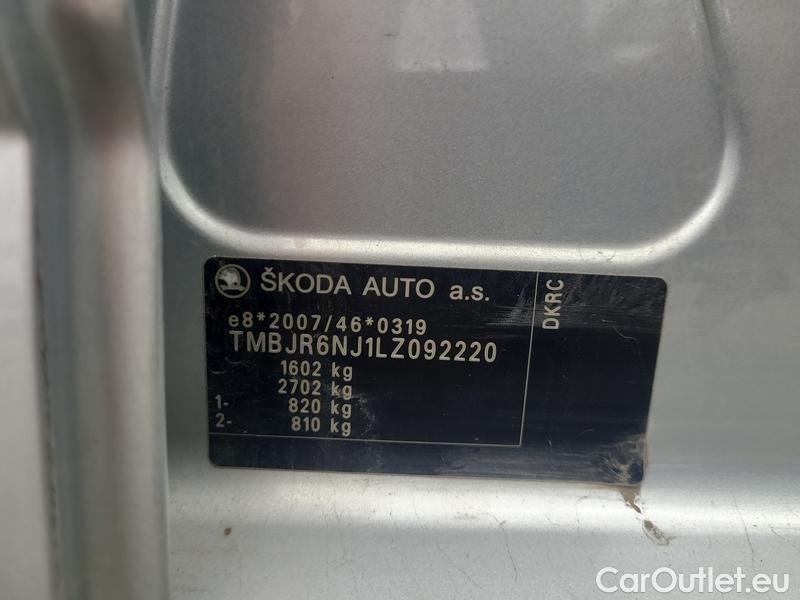 ŠKODA AUTO a.s.
e8*2007/46*0319
TMBJR6NJ1LZ092220
1602 kg
2702 kg
1- 820 kg
2- 810 kg
DKRC
CarOutlet.eu